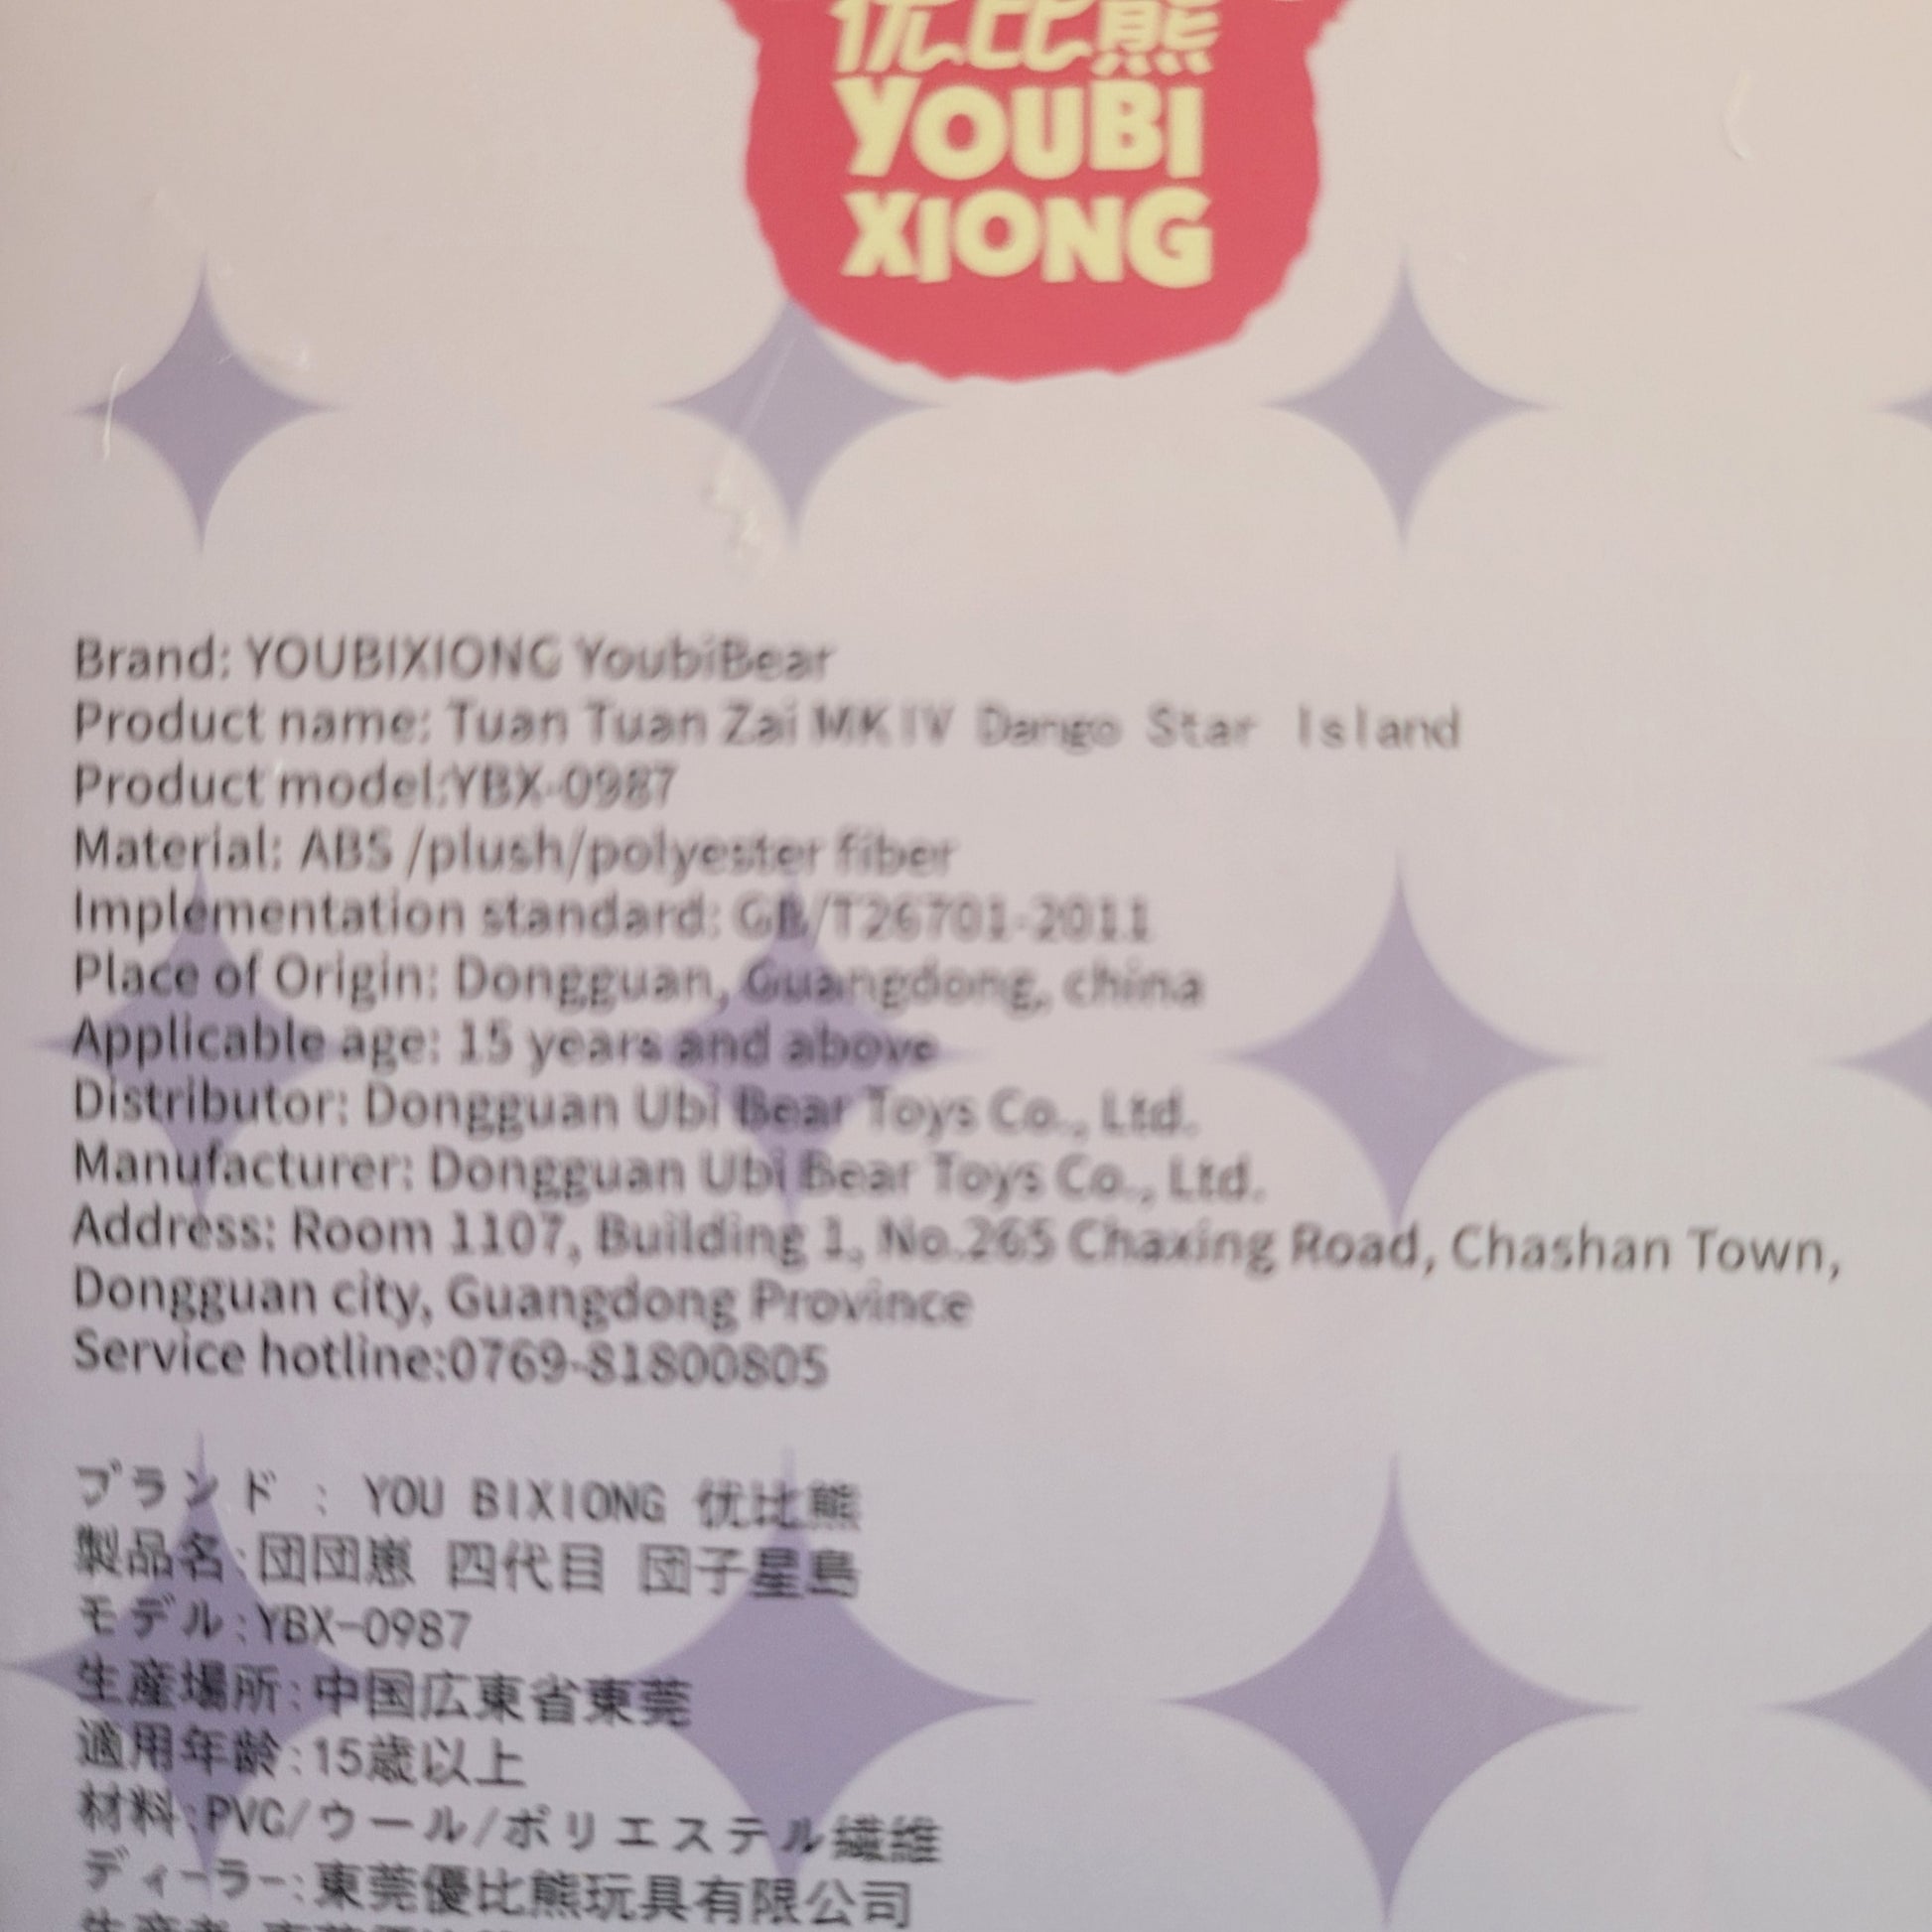 优比熊
YOUBI
XIONG
Brand: YOUBIXIONG YoubiBear
Product name: Tuan Tuan Zai MKIV Dango Star Island
Product model:YBX-0987
Material: ABS /plush/polyester fiber
Implementation standard: GB/T26701-2011
Place of Origin: Dongguan, Guangdong, china
Applicable age: 15 years and above
Distributor: Dongguan Ubi Bear Toys Co., Ltd.
Manufacturer: Dongguan Ubi Bear Toys Co., Ltd.
Address: Room 1107, Building 1, No.265 Chaxing Road, Chashan Town,
Dongguan city, Guangdong Province
Service hotline:0769-81800805
ブランド : YOU BIXIONG 优比熊
製品名:団団崽 四代目 団子星島
モデル:YBX-0987
生産場所:中国広東省東莞
適用年齢:15歳以上
材料:PVC/ウール/ポリエステル繊維
ディーラー:東莞優比熊玩具有限公司